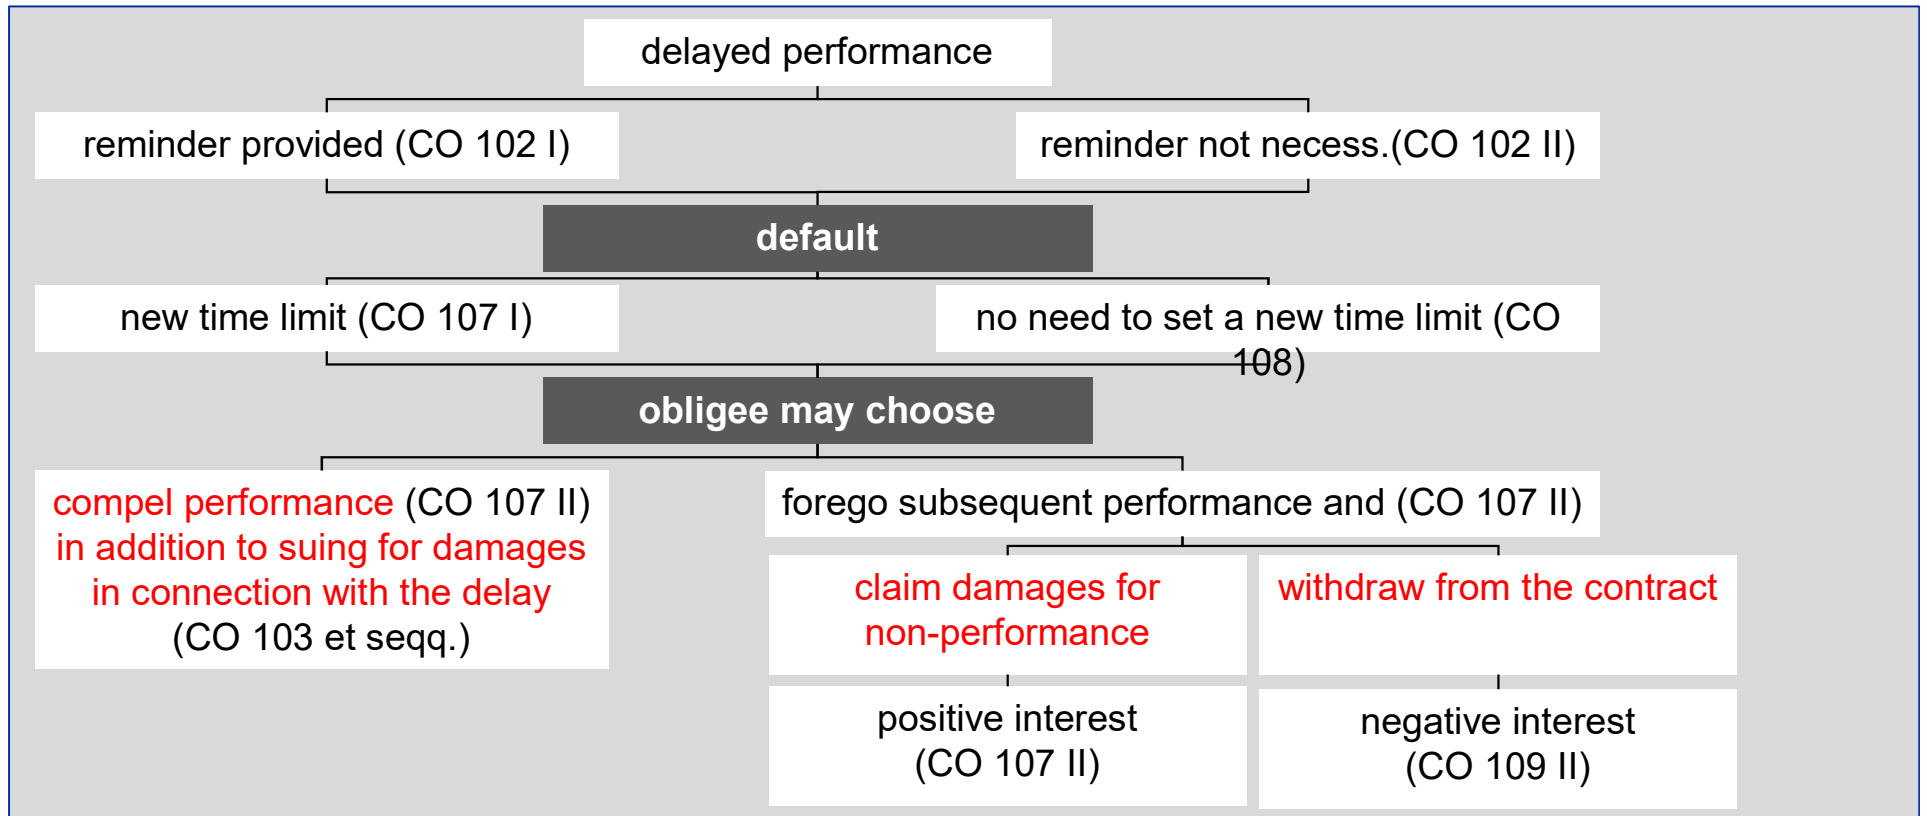 delayed performance
reminder provided (CO 102 I)
reminder not necess.(CO 102 II)
default
new time limit (CO 107 I)
no need to set a new time limit (CO
108)
obligee may choose
compel performance (CO 107 II)
in addition to suing for damages
in connection with the delay
(CO 103 et seqq.)
forego subsequent performance and (CO 107 II)
claim damages for
non-performance
withdraw from the contract
positive interest
(CO 107 II)
negative interest
(CO 109 II)